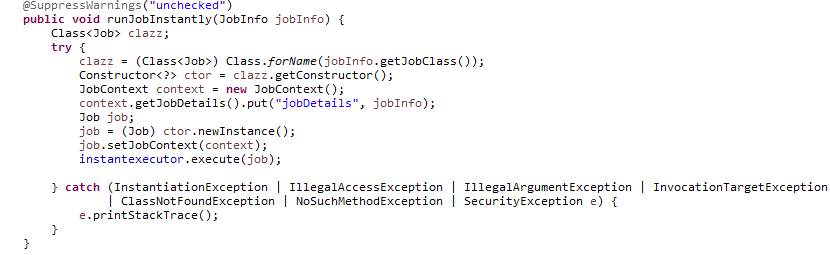 @SuppressWarnings("unchecked")
public void runJobInstantly(JobInfo jobInfo) {
    Class<Job> clazz;
    try {
        clazz = (Class<Job>) Class.forName(jobInfo.getJobClass());
        Constructor<?> ctor = clazz.getConstructor();
        JobContext context = new JobContext();
        context.getJobDetails().put("jobDetails", jobInfo);
        Job job;
        job = (Job) ctor.newInstance();
        job.setJobContext(context);
        instantexecutor.execute(job);

    } catch (InstantiationException | IllegalAccessException | IllegalArgumentException | InvocationTargetException
            | ClassNotFoundException | NoSuchMethodException | SecurityException e) {
        e.printStackTrace();
    }
}